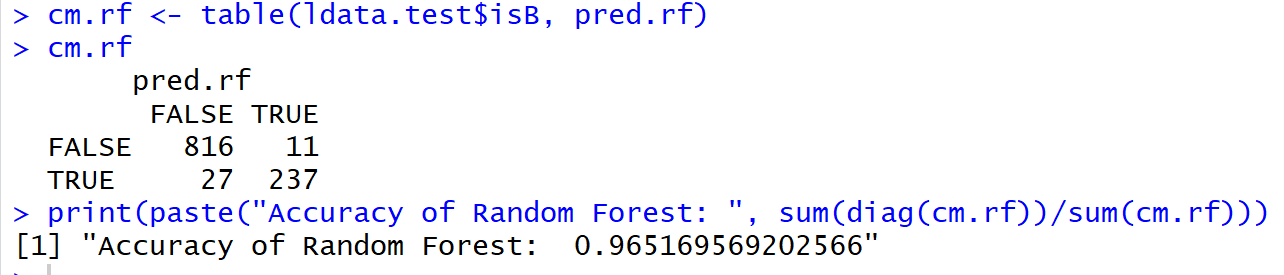 > cm.rf <- table(ldata.test$isB, pred.rf)
> cm.rf
pred.rf
FALSE TRUE
FALSE 816 11
TRUE 27 237
> print(paste("Accuracy of Random Forest: ", sum(diag(cm.rf))/sum(cm.rf)))
[1] "Accuracy of Random Forest:  0.965169569202566"
>